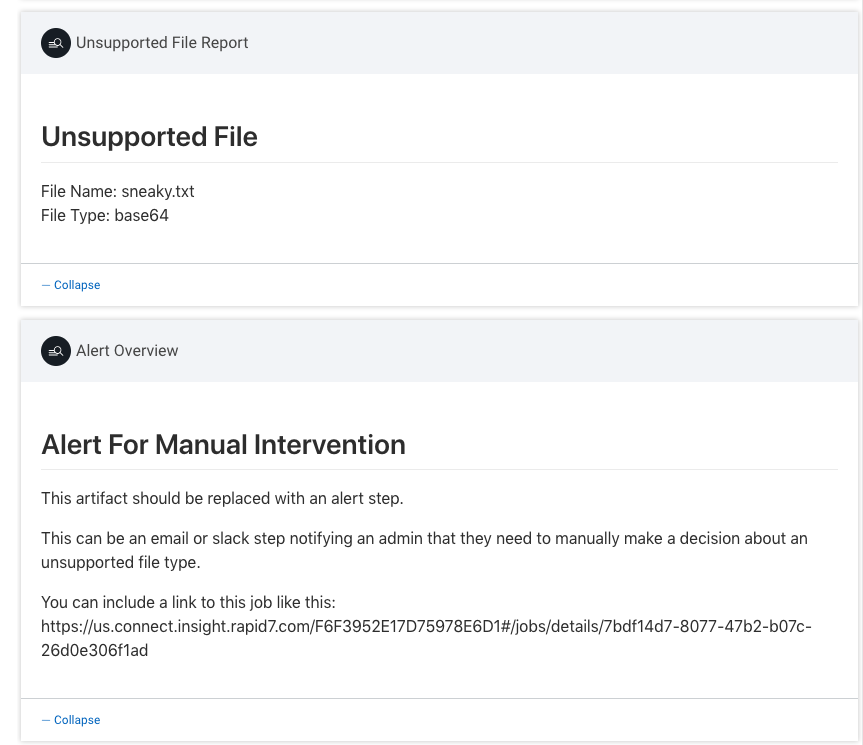 Unsupported File Report
Unsupported File
File Name: sneaky.txt
File Type: base64
— Collapse
Alert Overview
Alert For Manual Intervention
This artifact should be replaced with an alert step.
This can be an email or slack step notifying an admin that they need to manually make a decision about an
unsupported file type.
You can include a link to this job like this:
https://us.connect.insight.rapid7.com/F6F3952E17D75978E6D1#/jobs/details/7bdf14d7-8077-47b2-b07c-
26d0e306f1ad
— Collapse